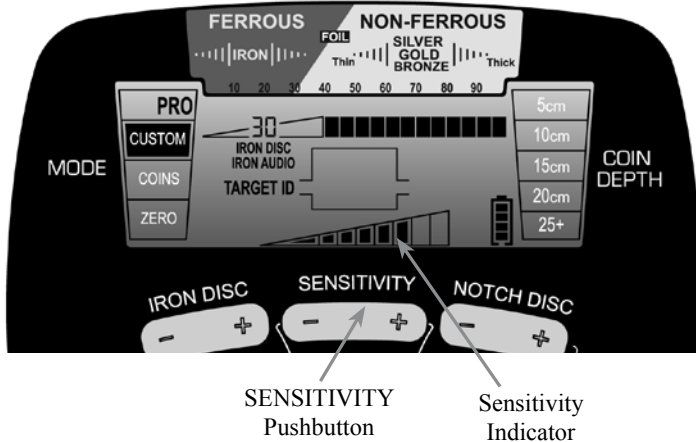 FERROUS
NON-FERROUS
FOIL
IRON
Thin
SILVER
GOLD
BRONZE
Thick
10 20 30 40 50 60 70 80 90
MODE
PRO
CUSTOM
COINS
ZERO
30
IRON DISC
IRON AUDIO
TARGET ID
5cm
10cm
15cm
20cm
25+
COIN
DEPTH
IRON DISC
SENSITIVITY
NOTCH DISC
- +
- +
- +
SENSITIVITY
Pushbutton
Sensitivity
Indicator